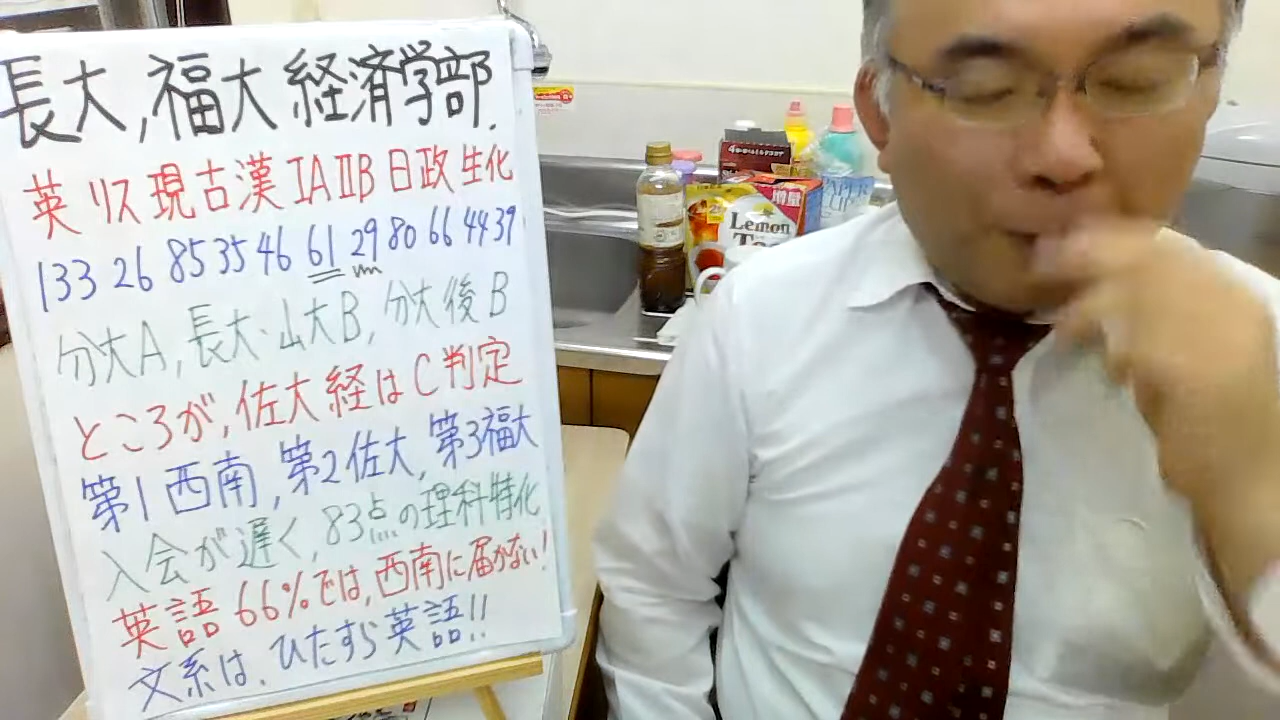 長大,福大経済学部.
英 リス 現 古 漢 IA IIB 日 政 生 化
133 26 85 35 46 61 29 80 66 44 39
分大A,長大・山大B,分大後B
ところが,佐大経はC判定
第1西南,第2佐大,第3福大
入会が遅く,83点の理科特化
英語66%では,西南に届かない!
文系は,ひたすら英語!!
Lemon
増量